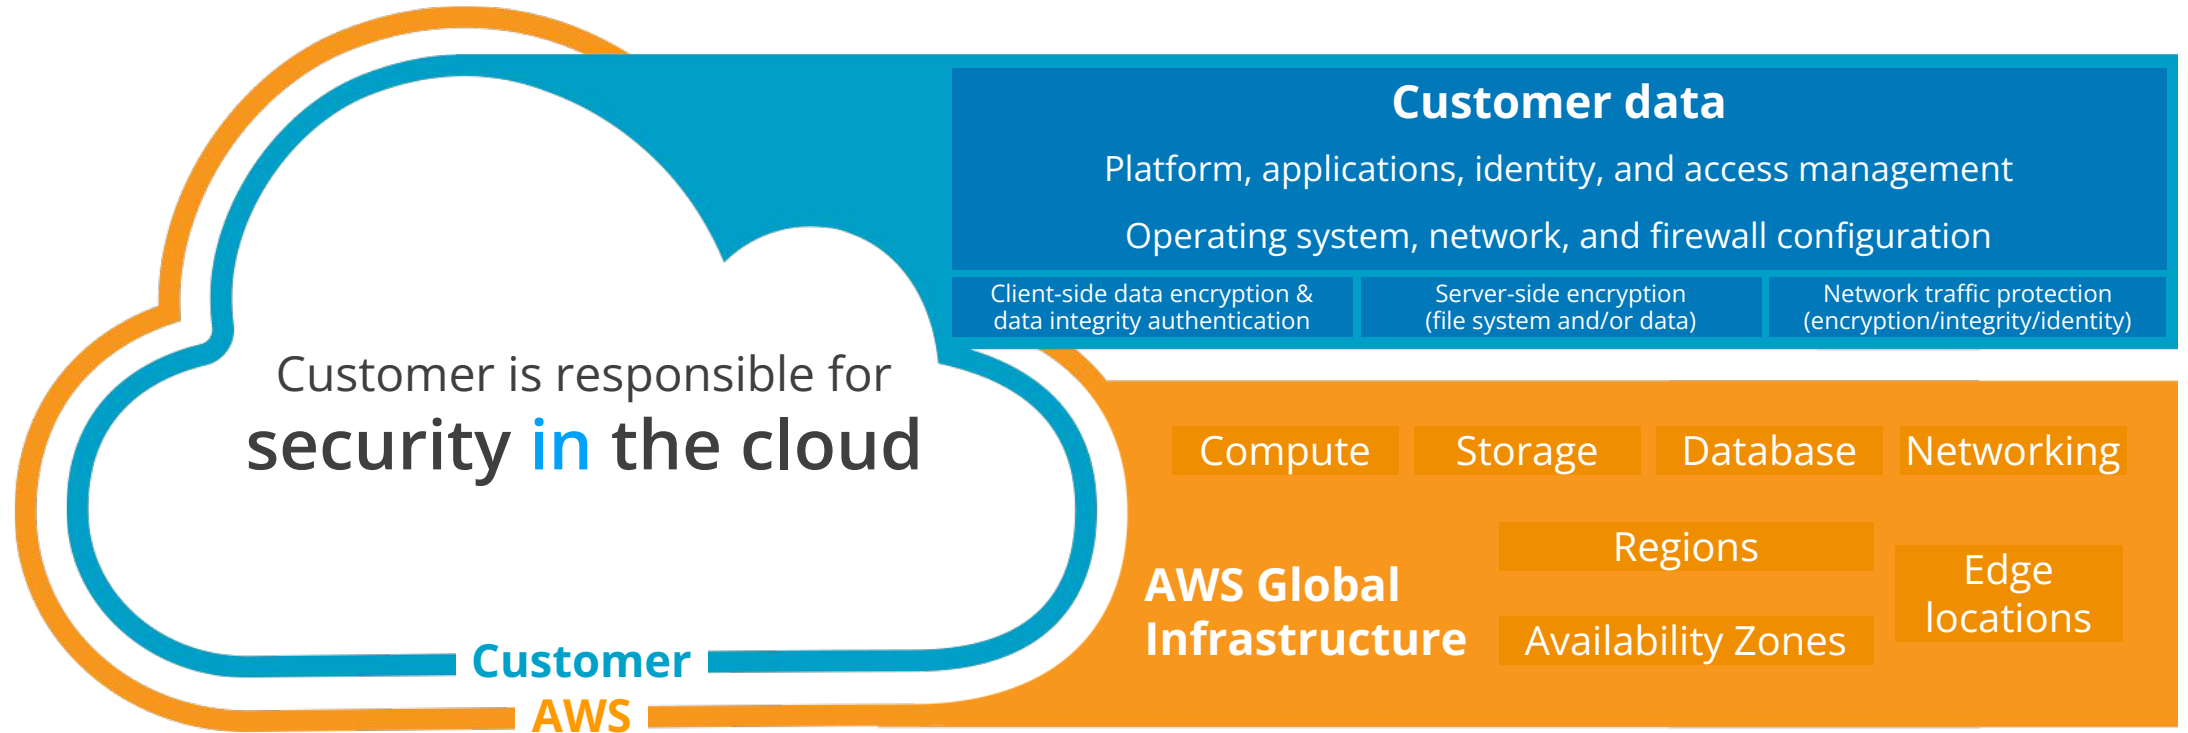 Customer is responsible for
security in the cloud
Customer
AWS
Customer data
Platform, applications, identity, and access management
Operating system, network, and firewall configuration
Client-side data encryption &
data integrity authentication
Server-side encryption
(file system and/or data)
Network traffic protection
(encryption/integrity/identity)
Compute
Storage
Database
Networking
AWS Global
Infrastructure
Regions
Availability Zones
Edge
locations